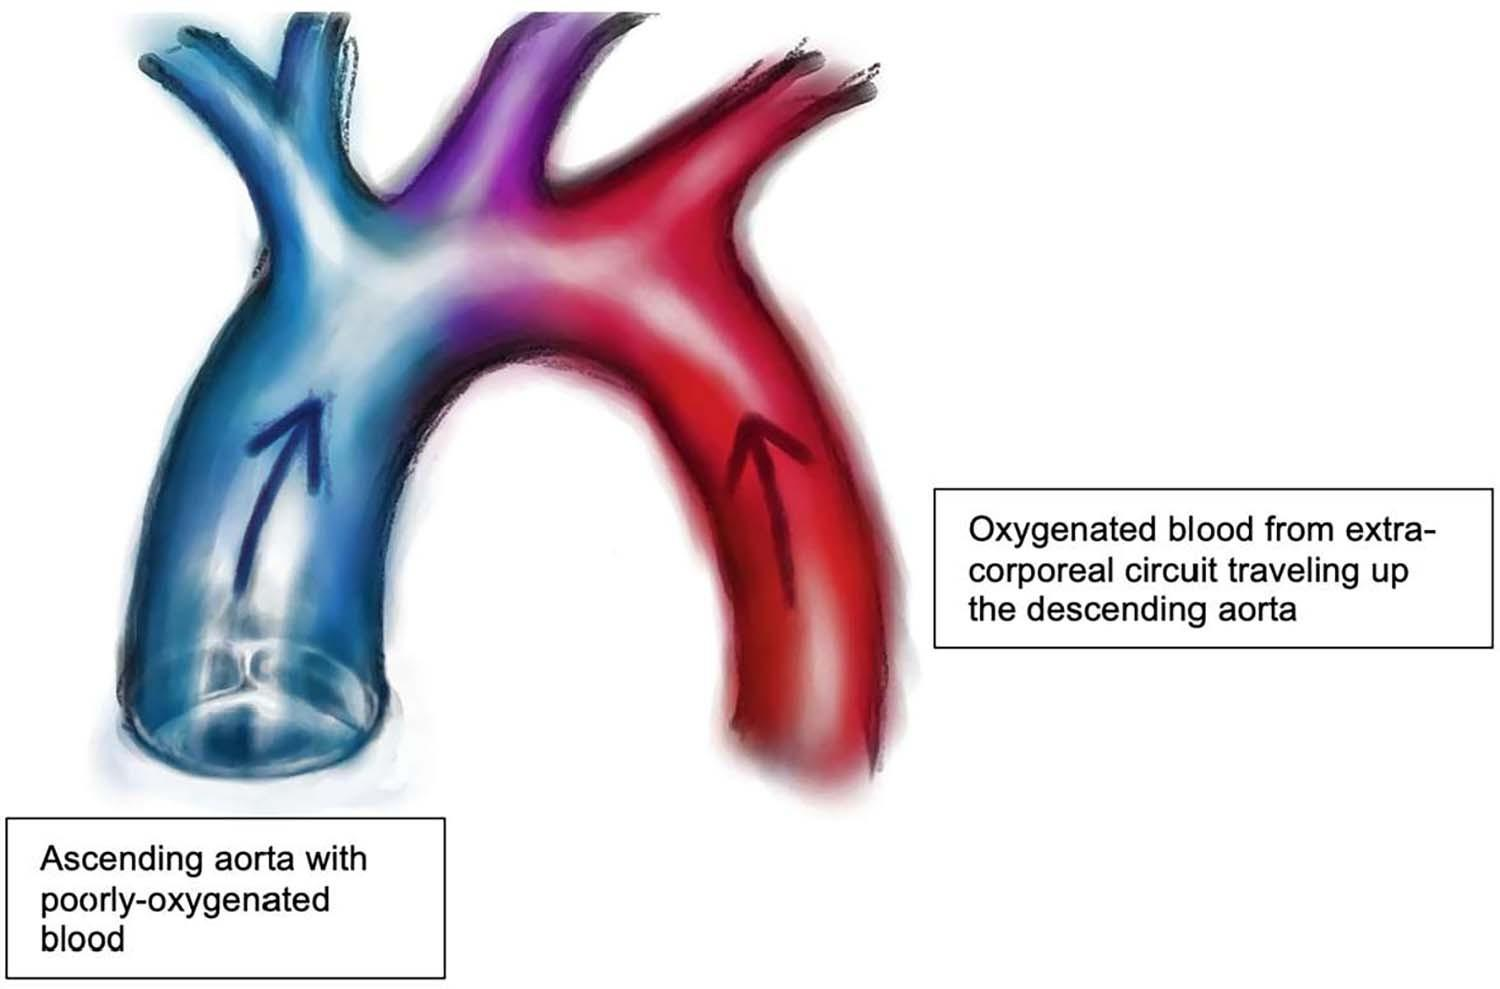 Oxygenated blood from extra-
corporeal circuit traveling up
the descending aorta
Ascending aorta with
poorly-oxygenated
blood